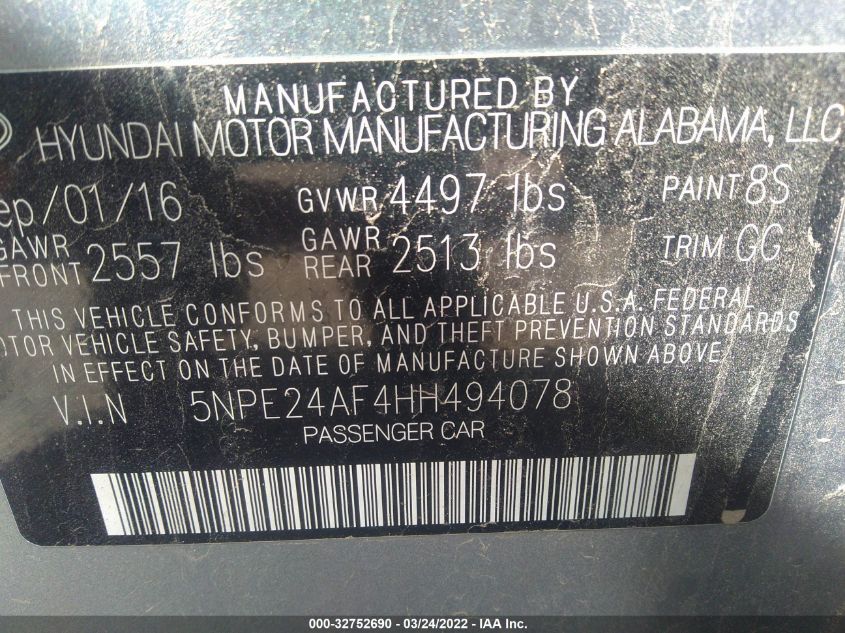 MANUFACTURED BY
HYUNDAI MOTOR MANUFACTURING ALABAMA, LLC
ep/01/16 GVWR 4497 lbs PAINT 8S
GAWR FRONT 2557 lbs GAWR REAR 2513 lbs TRIM GG
THIS VEHICLE CONFORMS TO ALL APPLICABLE U.S.A. FEDERAL
OTOR VEHICLE SAFETY, BUMPER, AND THEFT PREVENTION STANDARDS
IN EFFECT ON THE DATE OF MANUFACTURE SHOWN ABOVE.
V.I.N 5NPE24AF4HH494078
PASSENGER CAR
000-32752690 - 03/24/2022 - IAA Inc.